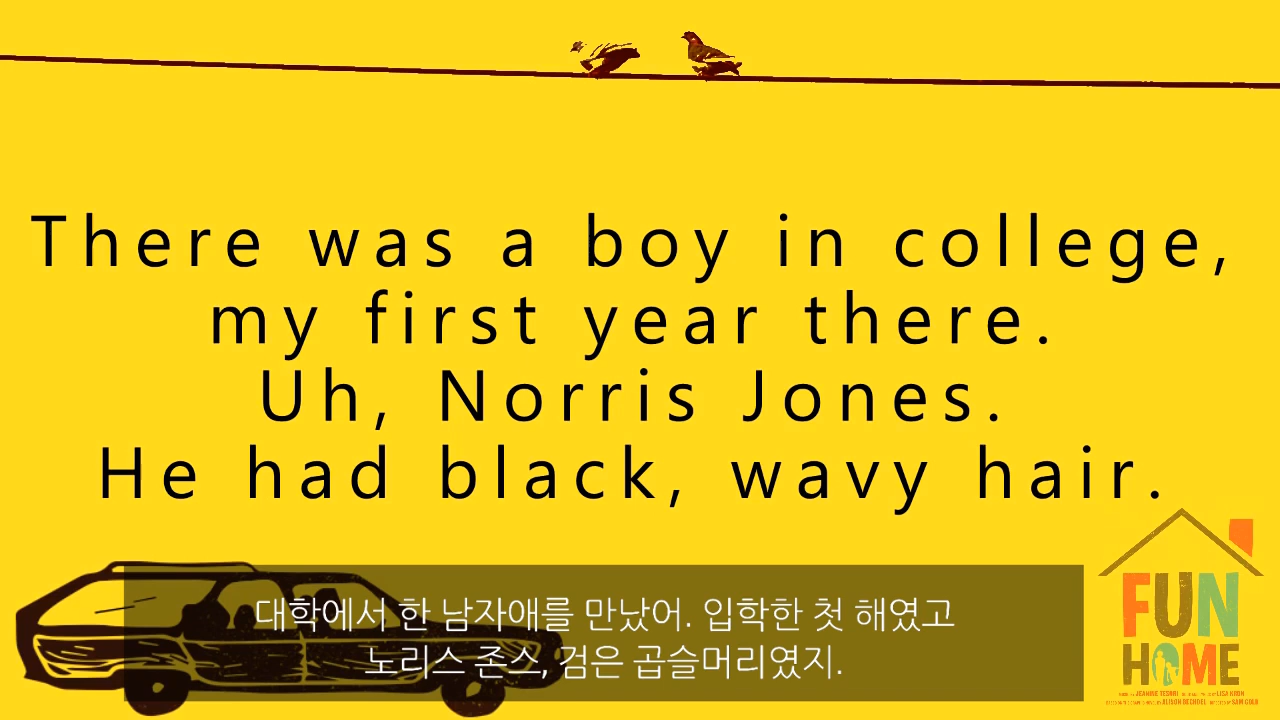 There was a boy in college,
my first year there.
Uh, Norris Jones.
He had black, wavy hair.
대학에서 한 남자애를 만났어. 입학한 첫 해였고
노리스 존스, 검은 곱슬머리였지.
FUN
HOME